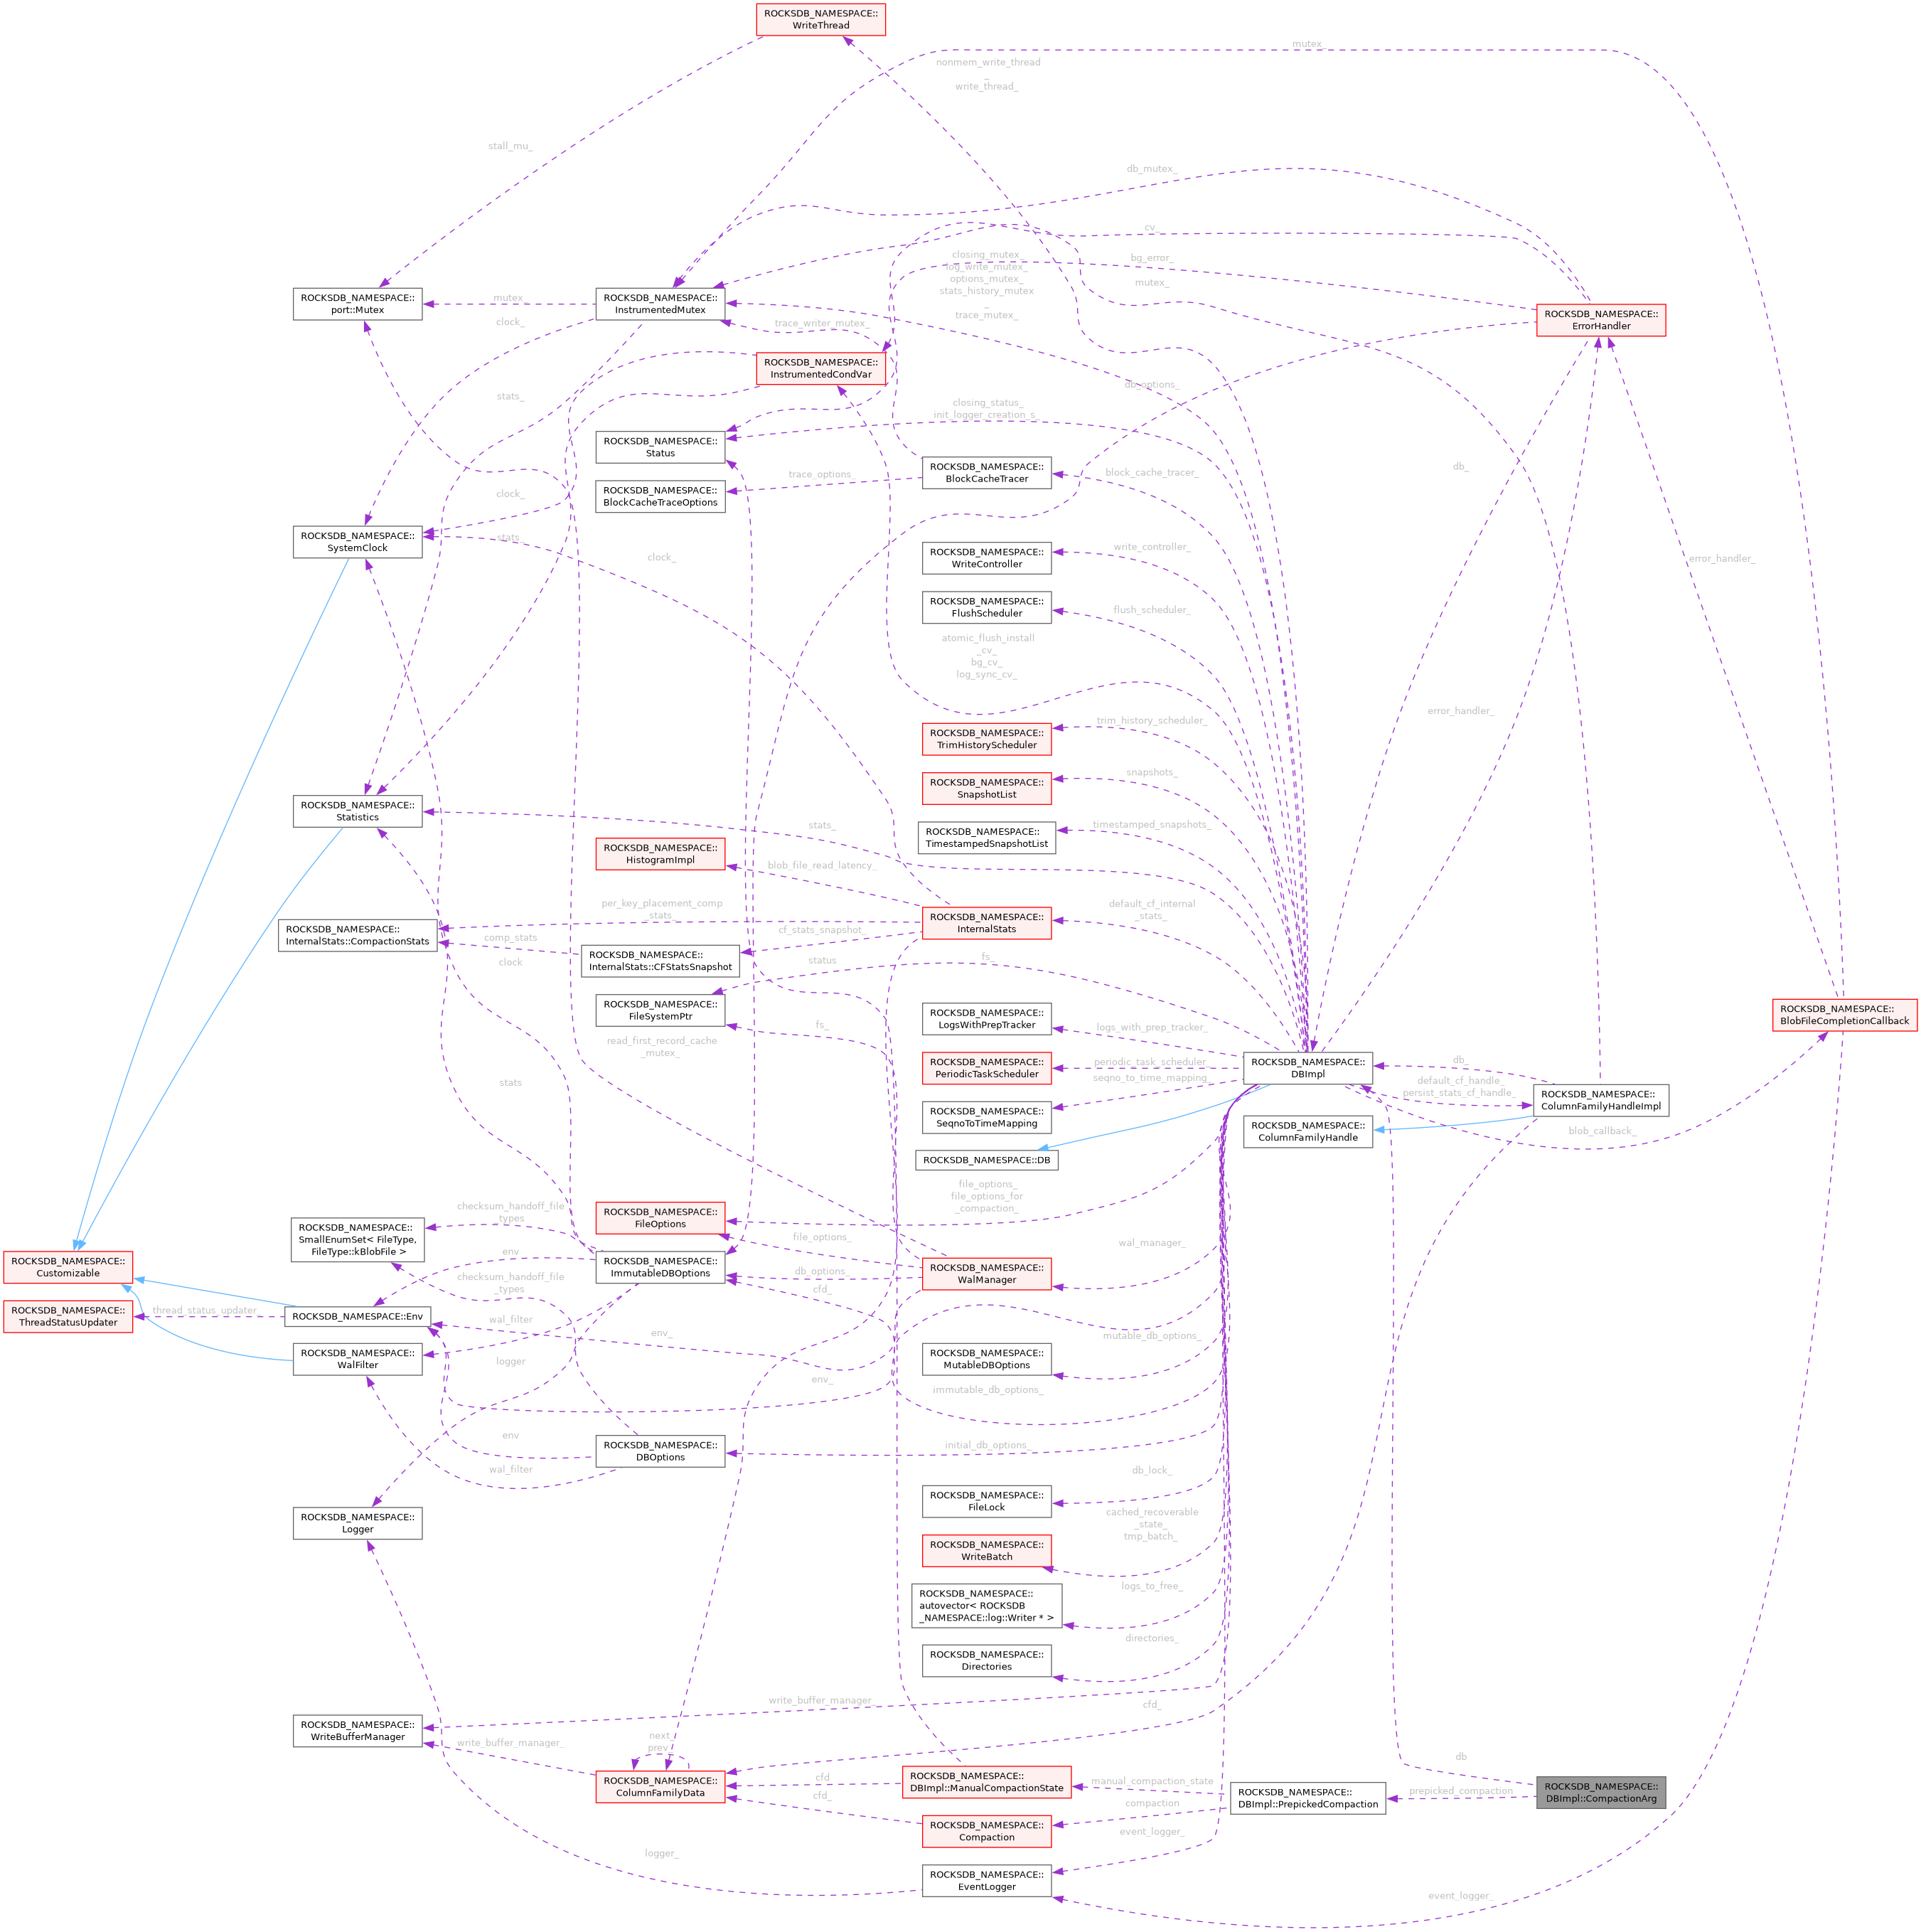 ROCKSDB_NAMESPACE::
WriteThread
mutex_
nonmem_write_thread
_
write_thread_
stall_mu_
db_mutex_
cv_
closing_mutex_
log_write_mutex_
options_mutex_
stats_history_mutex
_
trace_mutex_
bg_error_
mutex_
ROCKSDB_NAMESPACE::
port::Mutex
mutex_
ROCKSDB_NAMESPACE::
InstrumentedMutex
ROCKSDB_NAMESPACE::
ErrorHandler
clock_
trace_writer_mutex_
ROCKSDB_NAMESPACE::
InstrumentedCondVar
db_options_
stats_
closing_status_
init_logger_creation_s_
ROCKSDB_NAMESPACE::
Status
ROCKSDB_NAMESPACE::
BlockCacheTracer
block_cache_tracer_
db_
trace_options_
ROCKSDB_NAMESPACE::
BlockCacheTraceOptions
clock_
ROCKSDB_NAMESPACE::
SystemClock
stats_
clock_
ROCKSDB_NAMESPACE::
WriteController
write_controller_
error_handler_
ROCKSDB_NAMESPACE::
FlushScheduler
flush_scheduler_
atomic_flush_install
_cv_
bg_cv_
log_sync_cv_
error_handler_
ROCKSDB_NAMESPACE::
TrimHistoryScheduler
trim_history_scheduler_
ROCKSDB_NAMESPACE::
SnapshotList
snapshots_
ROCKSDB_NAMESPACE::
Statistics
stats_
ROCKSDB_NAMESPACE::
TimestampedSnapshotList
timestamped_snapshots_
ROCKSDB_NAMESPACE::
HistogramImpl
blob_file_read_latency_
ROCKSDB_NAMESPACE::
InternalStats
default_cf_internal
_stats_
per_key_placement_comp
_stats_
ROCKSDB_NAMESPACE::
InternalStats::CompactionStats
comp_stats
cf_stats_snapshot_
ROCKSDB_NAMESPACE::
InternalStats::CFStatsSnapshot
clock
status
fs_
ROCKSDB_NAMESPACE::
FileSystemPtr
fs_
read_first_record_cache
_mutex_
ROCKSDB_NAMESPACE::
LogsWithPrepTracker
logs_with_prep_tracker_
ROCKSDB_NAMESPACE::
BlobFileCompletionCallback
ROCKSDB_NAMESPACE::
PeriodicTaskScheduler
periodic_task_scheduler_
ROCKSDB_NAMESPACE::
DBImpl
db_
default_cf_handle_
persist_stats_cf_handle_
ROCKSDB_NAMESPACE::
ColumnFamilyHandleImpl
stats
seqno_to_time_mapping_
ROCKSDB_NAMESPACE::
SeqnoToTimeMapping
ROCKSDB_NAMESPACE::
ColumnFamilyHandle
blob_callback_
ROCKSDB_NAMESPACE::DB
file_options_
file_options_for
_compaction_
checksum_handoff_file
_types
ROCKSDB_NAMESPACE::
SmallEnumSet< FileType,
FileType::kBlobFile >
ROCKSDB_NAMESPACE::
FileOptions
file_options_
wal_manager_
ROCKSDB_NAMESPACE::
Customizable
env
ROCKSDB_NAMESPACE::
ImmutableDBOptions
db_options_
ROCKSDB_NAMESPACE::
WalManager
checksum_handoff_file
_types
cfd_
ROCKSDB_NAMESPACE::
ThreadStatusUpdater
thread_status_updater_
ROCKSDB_NAMESPACE::Env
wal_filter
env_
mutable_db_options_
ROCKSDB_NAMESPACE::
WalFilter
logger
ROCKSDB_NAMESPACE::
MutableDBOptions
env_
immutable_db_options_
env
ROCKSDB_NAMESPACE::
DBOptions
initial_db_options_
wal_filter
db_lock_
ROCKSDB_NAMESPACE::
FileLock
ROCKSDB_NAMESPACE::
Logger
cached_recoverable
_state_
tmp_batch_
ROCKSDB_NAMESPACE::
WriteBatch
logs_to_free_
ROCKSDB_NAMESPACE::
autovector< ROCKSDB
_NAMESPACE::log::Writer * >
directories_
ROCKSDB_NAMESPACE::
Directories
write_buffer_manager_
cfd_
ROCKSDB_NAMESPACE::
WriteBufferManager
write_buffer_manager_
next_
prev_
db
ROCKSDB_NAMESPACE::
ColumnFamilyData
cfd
cfd_
ROCKSDB_NAMESPACE::
DBImpl::ManualCompactionState
manual_compaction_state
compaction
ROCKSDB_NAMESPACE::
DBImpl::PrepickedCompaction
prepicked_compaction
ROCKSDB_NAMESPACE::
DBImpl::CompactionArg
ROCKSDB_NAMESPACE::
Compaction
event_logger_
logger_
ROCKSDB_NAMESPACE::
EventLogger
event_logger_